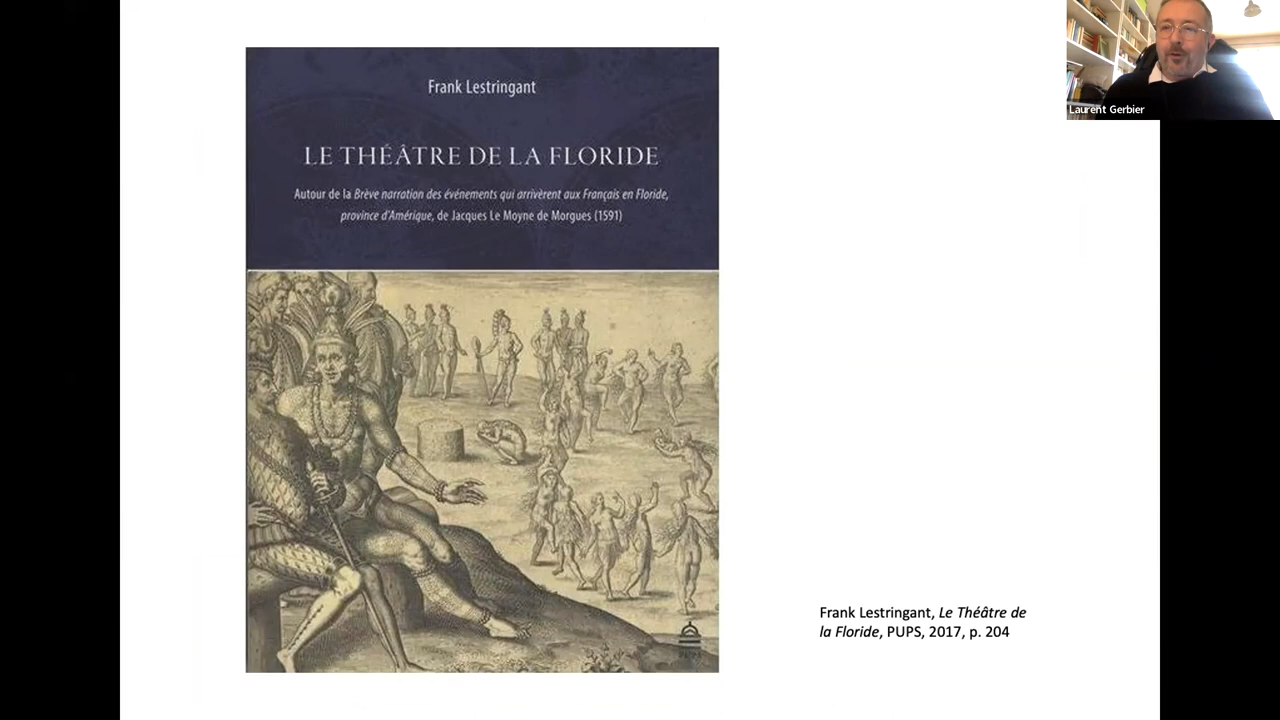 Laurent Gerbier
Frank Lestringant
LE THÉÂTRE DE LA FLORIDE
Autour de la Brève narration des événements qui arrivèrent aux Français en Floride,
province d'Amérique, de Jacques Le Moyne de Morgues (1591)
Frank Lestringant, Le Théâtre de
la Floride, PUPS, 2017, p. 204